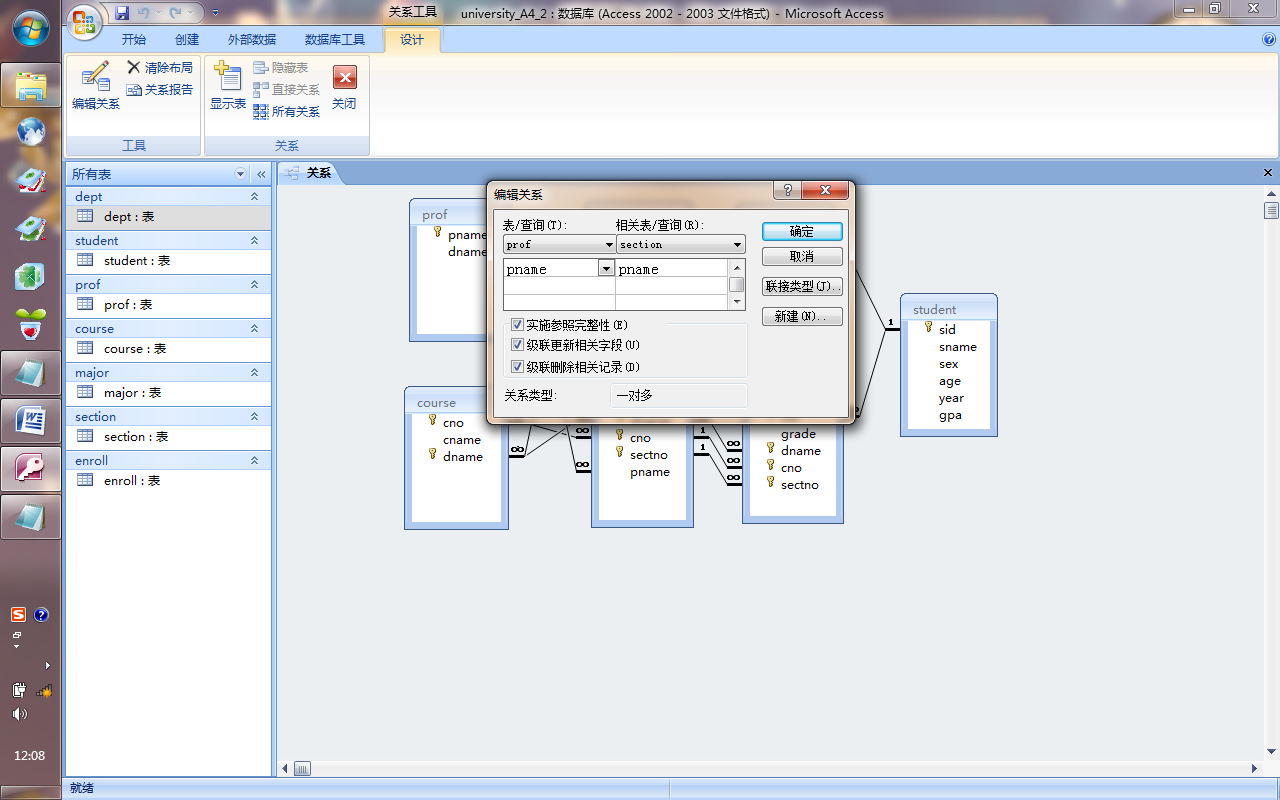 关系工具
university_A4_2 : 数据库 (Access 2002 - 2003 文件格式) - Microsoft Access
开始
创建
外部数据
数据库工具
设计
编辑关系
清除布局
关系报告
工具
显示表
隐藏表
直接关系
所有关系
关闭
关系
所有表
dept
dept : 表
student
student : 表
prof
prof : 表
course
course : 表
major
major : 表
section
section : 表
enroll
enroll : 表
关系
prof
pname
dname
course
cno
cname
dname
编辑关系
表/查询(T):
相关表/查询(R):
prof
section
pname
pname
实施参照完整性(E)
级联更新相关字段(U)
级联删除相关记录(D)
关系类型:
一对多
确定
取消
联接类型(J)..
新建(N)..
∞
∞
∞
cno
sectno
pname
1
1
∞
∞
∞
grade
dname
cno
sectno
1
student
sid
sname
sex
age
year
gpa
12:08
就绪